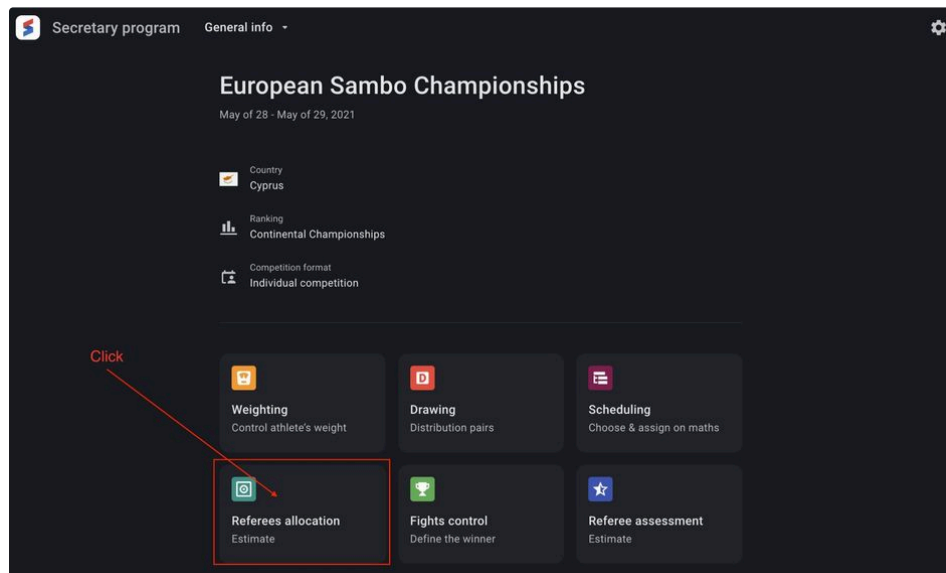 Secretary program
General info
European Sambo Championships
May of 28 - May of 29, 2021
Country
Cyprus
Ranking
Continental Championships
Competition format
Individual competition
Click
Weighting
Control athlete's weight
D
Drawing
Distribution pairs
Scheduling
Choose & assign on maths
Referees allocation
Estimate
Fights control
Define the winner
Referee assessment
Estimate